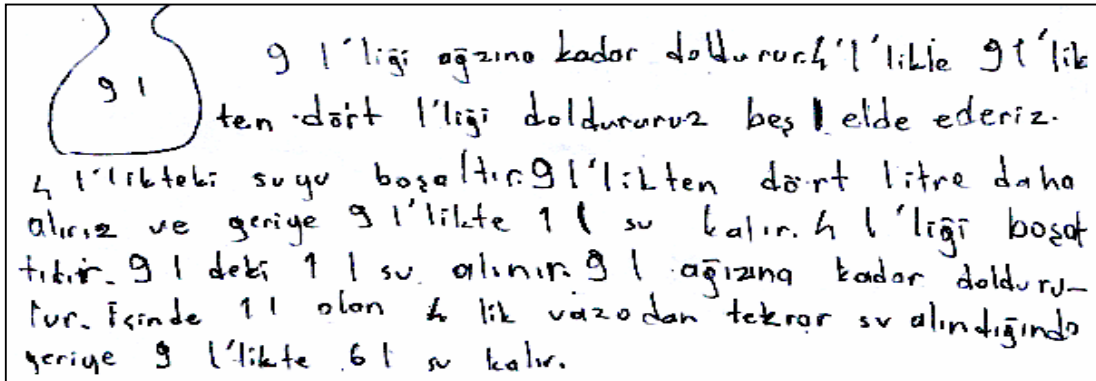 9 l
9 l'liği ağzına kadar doldurur. 4 l'likle 9 l'lik
ten dört l'liği doldururuz beş l elde ederiz.
4 l'likteki suyu boşaltır. 9 l'likten dört litre daha
alırız ve geriye 9 l'likte 1 l su kalır. 4 l'liği boşat
tılır. 9 l deki 1 l su alınır. 9 l ağızına kadar dolduru-
lur. İçinde 1 l olan 4 lik vazodan tekrar su alındığında
geriye 9 l'likte 6 l su kalır.